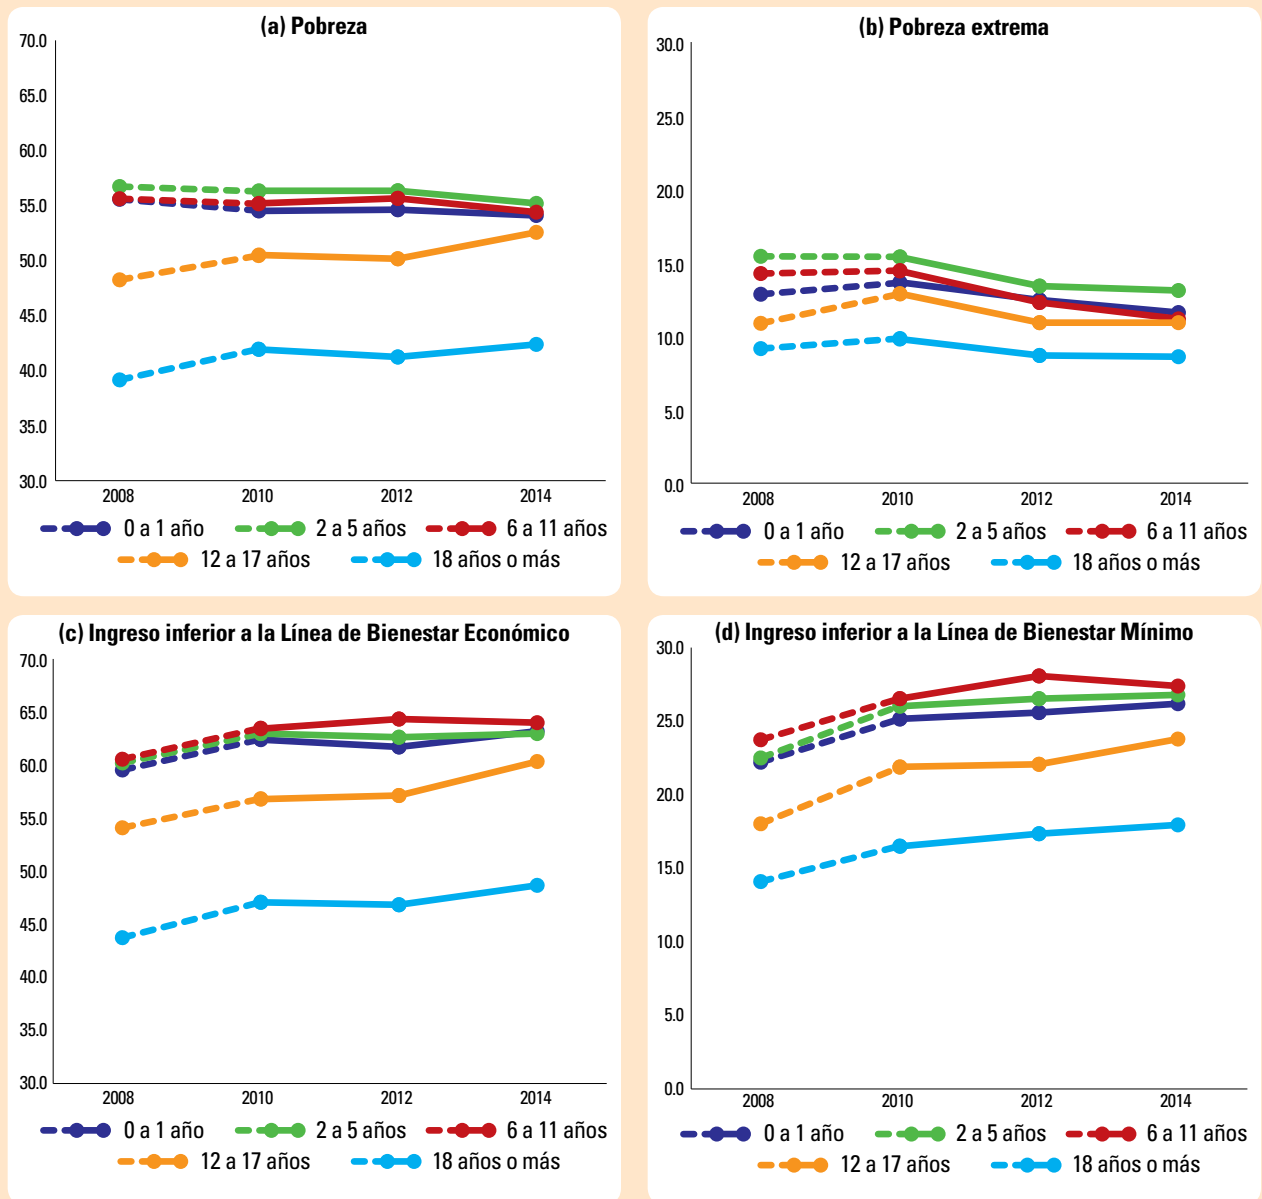 (a) Pobreza
70.0
65.0
60.0
55.0
50.0
45.0
40.0
35.0
30.0
2008 2010 2012 2014
0 a 1 año 2 a 5 años 6 a 11 años
12 a 17 años 18 años o más
(b) Pobreza extrema
30.0
25.0
20.0
15.0
10.0
5.0
0.0
2008 2010 2012 2014
0 a 1 año 2 a 5 años 6 a 11 años
12 a 17 años 18 años o más
(c) Ingreso inferior a la Línea de Bienestar Económico
70.0
65.0
60.0
55.0
50.0
45.0
40.0
35.0
30.0
2008 2010 2012 2014
0 a 1 año 2 a 5 años 6 a 11 años
12 a 17 años 18 años o más
(d) Ingreso inferior a la Línea de Bienestar Mínimo
30.0
25.0
20.0
15.0
10.0
5.0
0.0
2008 2010 2012 2014
0 a 1 año 2 a 5 años 6 a 11 años
12 a 17 años 18 años o más